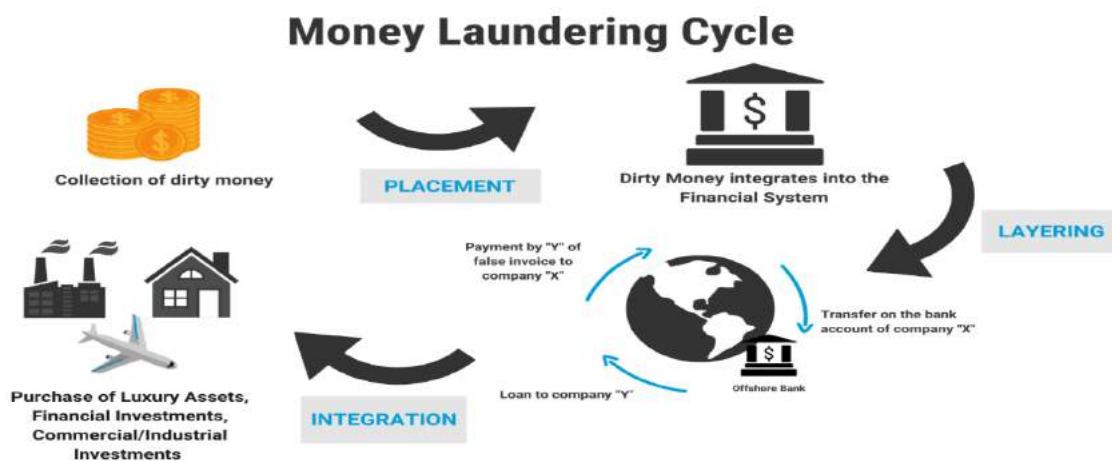 Money Laundering Cycle
$
Collection of dirty money
PLACEMENT
$
Dirty Money integrates into the
Financial System
LAYERING
Payment by "Y" of
false invoice to
company "X"
Transfer on the bank
account of company "X"
$
Offshore Bank
Loan to company "Y"
INTEGRATION
Purchase of Luxury Assets,
Financial Investments,
Commercial/Industrial
Investments